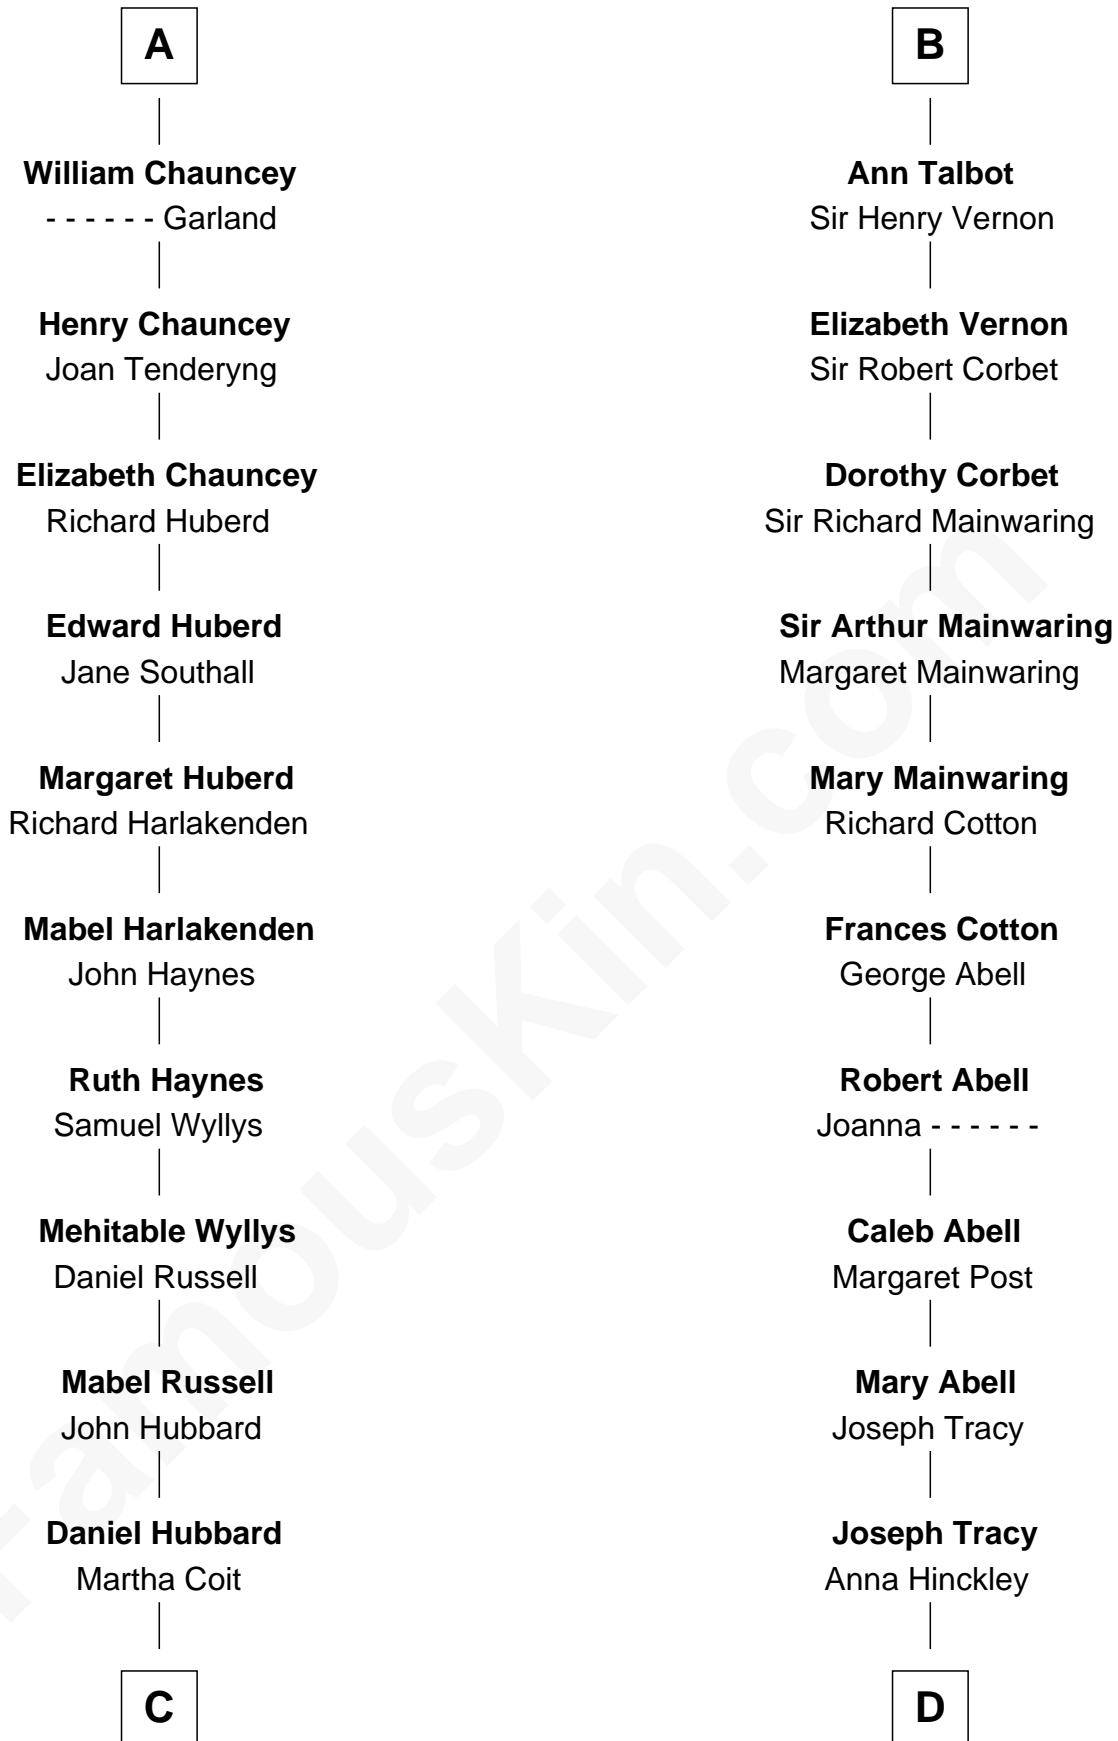 A
William Chauncey
- - - - - - Garland
Henry Chauncey
Joan Tenderyng
Elizabeth Chauncey
Richard Huberd
Edward Huberd
Jane Southall
Margaret Huberd
Richard Harlakenden
Mabel Harlakenden
John Haynes
Ruth Haynes
Samuel Wyllys
Mehitable Wyllys
Daniel Russell
Mabel Russell
John Hubbard
Daniel Hubbard
Martha Coit
C
B
Ann Talbot
Sir Henry Vernon
Elizabeth Vernon
Sir Robert Corbet
Dorothy Corbet
Sir Richard Mainwaring
Sir Arthur Mainwaring
Margaret Mainwaring
Mary Mainwaring
Richard Cotton
Frances Cotton
George Abell
Robert Abell
Joanna - - - - - -
Caleb Abell
Margaret Post
Mary Abell
Joseph Tracy
Joseph Tracy
Anna Hinckley
D
FamousKin.com